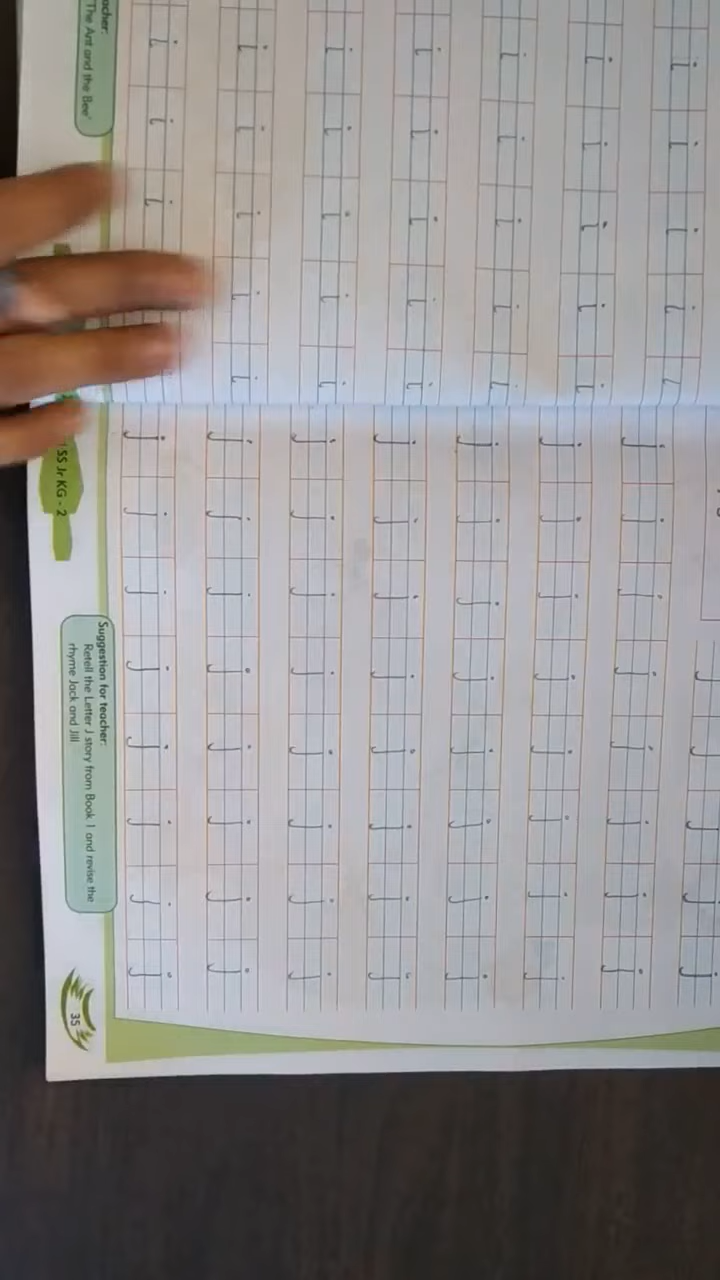 i i i i i
i i i i i
i i i i i
i i i i i
i i i i i
i i i i i
i i i
'The Ant and the Bee'
j j j j j
j j j j j j j j
j j j j j j j j
j j j j j j j j
j j j j j j j j
j j j j j j j j
j j j j j j j j
j j j j j j j j
SS Jr KG - 2
Suggestion for teacher:
Retell the Letter J story from Book 1 and revise the
rhyme Jack and Jill
35